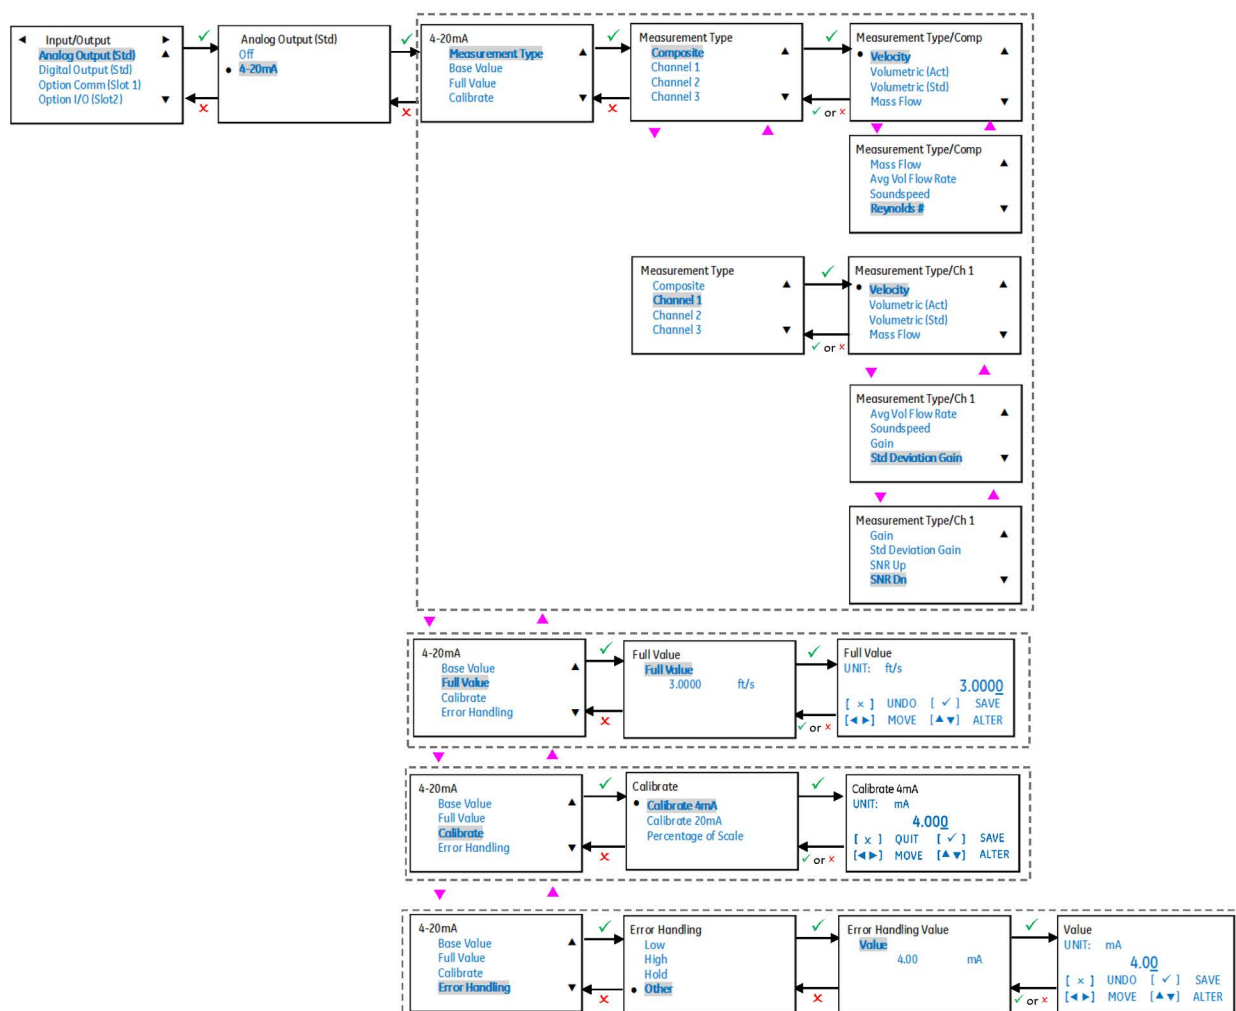 Input/Output
Analog Output (Std)
Digital Output (Std)
Option Comm (Slot 1)
Option I/O (Slot2)
Analog Output (Std)
Off
4-20mA
4-20mA
Measurement Type
Base Value
Full Value
Calibrate
Measurement Type
Composite
Channel 1
Channel 2
Channel 3
Measurement Type/Comp
Velocity
Volumetric (Act)
Volumetric (Std)
Mass Flow
✓ or x
Measurement Type/Comp
Mass Flow
Avg Vol Flow Rate
Soundspeed
Reynolds #
Measurement Type
Composite
Channel 1
Channel 2
Channel 3
Measurement Type/Ch 1
Velocity
Volumetric (Act)
Volumetric (Std)
Mass Flow
✓ or x
Measurement Type/Ch 1
Avg Vol Flow Rate
Soundspeed
Gain
Std Deviation Gain
Measurement Type/Ch 1
Gain
Std Deviation Gain
SNR Up
SNR Dn
4-20mA
Base Value
Full Value
Calibrate
Error Handling
Full Value
Full Value
3.0000 ft/s
Full Value
UNIT: ft/s
3.0000
[ x ] UNDO [ ✓ ] SAVE
[◄ ►] MOVE [▲ ▼] ALTER
✓ or x
4-20mA
Base Value
Full Value
Calibrate
Error Handling
Calibrate
Calibrate 4mA
Calibrate 20mA
Percentage of Scale
Calibrate 4mA
UNIT: mA
4.000
[ x ] QUIT [ ✓ ] SAVE
[◄ ►] MOVE [▲ ▼] ALTER
✓ or x
4-20mA
Base Value
Full Value
Calibrate
Error Handling
Error Handling
Low
High
Hold
Other
Error Handling Value
Value
4.00 mA
Value
UNIT: mA
4.00
[ x ] UNDO [ ✓ ] SAVE
[◄ ►] MOVE [▲ ▼] ALTER
✓ or x